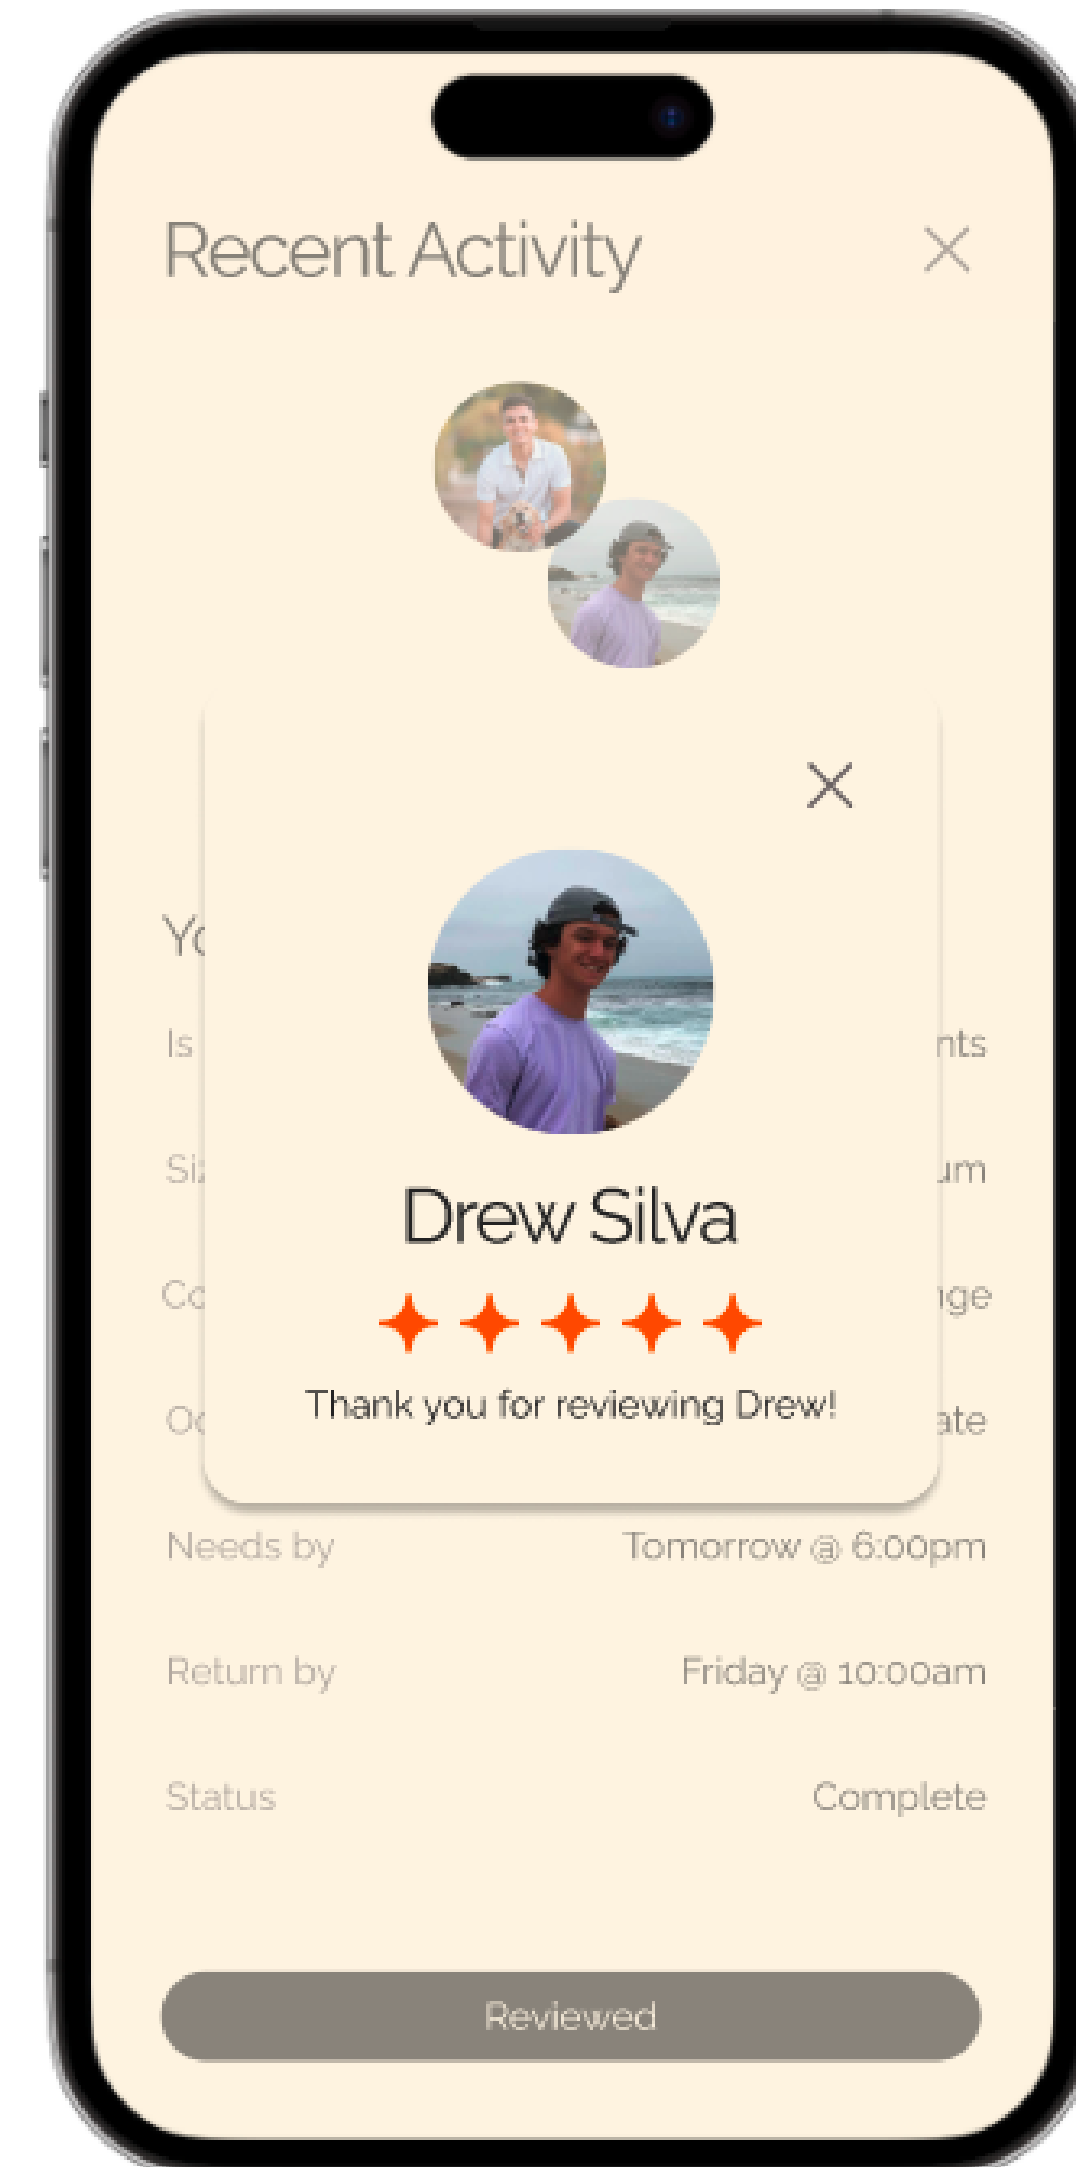 Recent Activity
Drew Silva
Thank you for reviewing Drew!
Needs by
Tomorrow @ 6:00pm
Return by
Friday @ 10:00am
Status
Complete
Reviewed